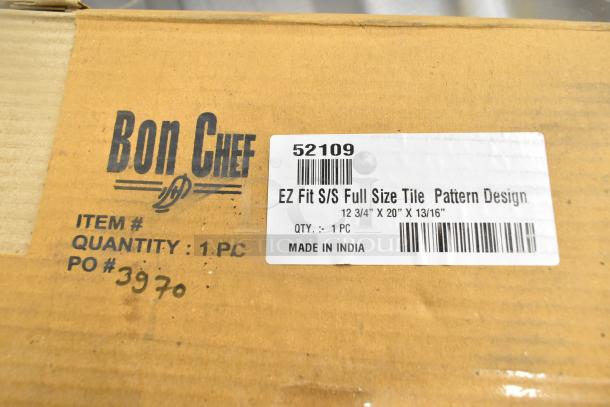 Bon Chef
ITEM #
QUANTITY : 1 PC
PO # 3970
52109
EZ Fit S/S Full Size Tile Pattern Design
12 3/4" X 20" X 13/16"
QTY. :- 1 PC
MADE IN INDIA